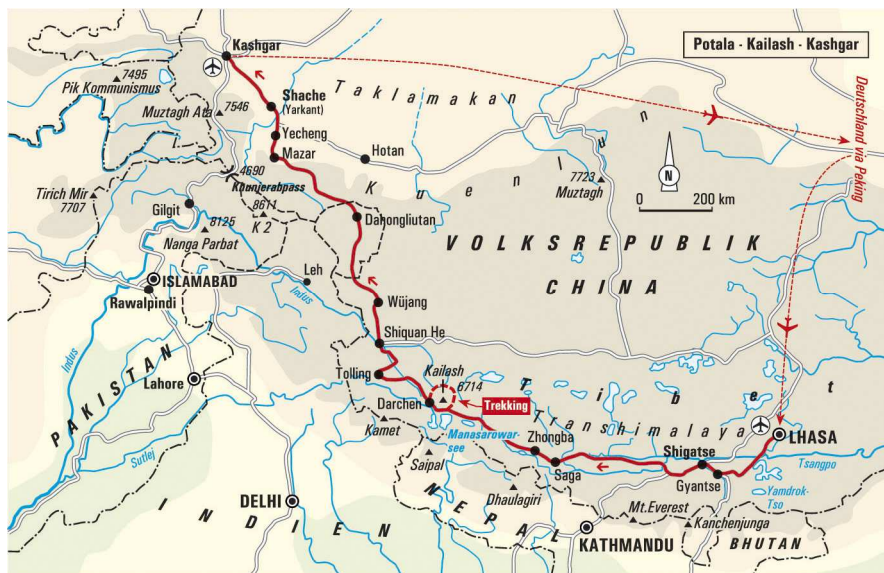 Potala - Kailash - Kashgar
Kashgar
7495
Pik Kommunismus
Muztagh Ata
7546
Shache
(Yarkant)
Taklamakan
Yecheng
Mazar
Hotan
Kuenlun
Deutschland via Peking
N
0 200 km
7723
Muztagh
4690
Khunjerabpass
Tirich Mir
7707
Gilgit
8611
K 2
8125
Nanga Parbat
Dahongliutan
VOLKSREPUBLIK
CHINA
ISLAMABAD
Rawalpindi
Leh
Indus
Wüjang
Shiquan He
Indus
PAKISTAN
Lahore
Tolling
Kailash
6714
Trekking
Darchen
Tibet
Transhimalaya
Kamet
Manasarowar-
see
Zhongba
Saga
Shigatse
Gyantse
LHASA
Tsangpo
Yamdrok-
Tso
Sutlej
Saipal
Dhaulagiri
DELHI
INDIEN
NEPAL
Mt.Everest
Kanchenjunga
KATHMANDU
BHUTAN